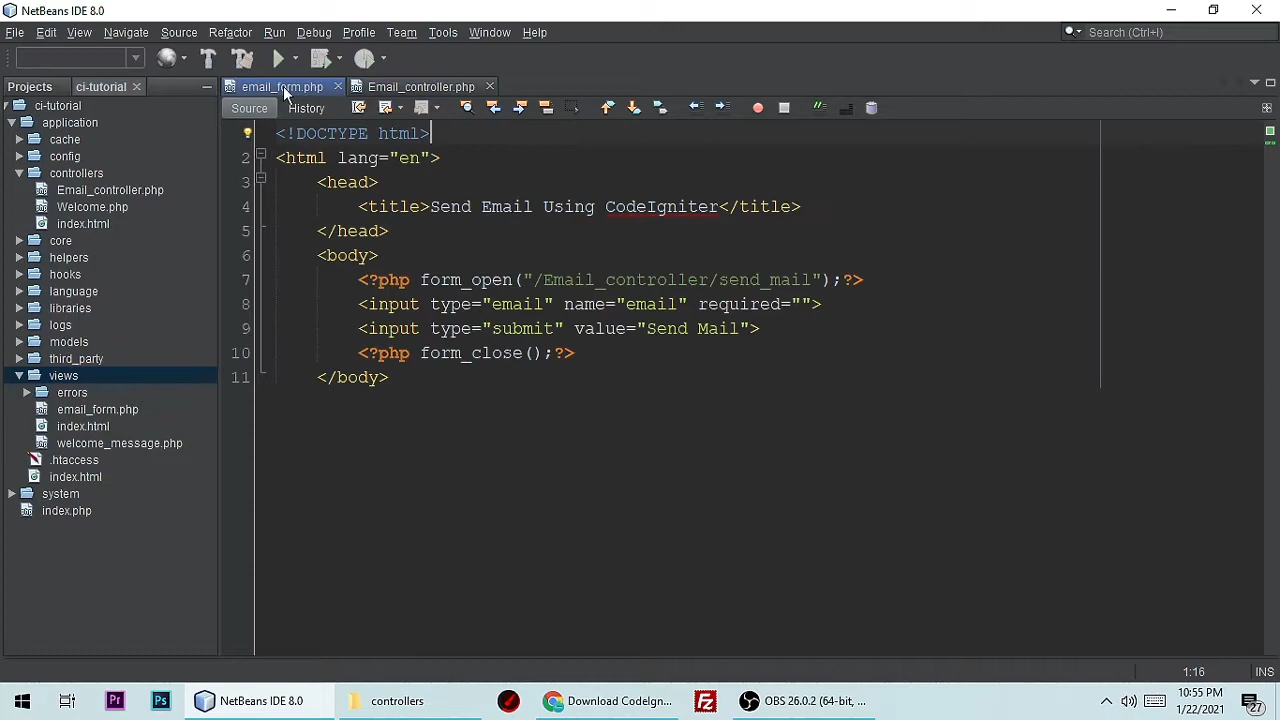 NetBeans IDE 8.0
File Edit View Navigate Source Refactor Run Debug Profile Team Tools Window Help
Search (Ctrl+I)
Projects ci-tutorial
email_form.php Email_controller.php
Source History
ci-tutorial
application
cache
config
controllers
Email_controller.php
Welcome.php
index.html
core
helpers
hooks
language
libraries
logs
models
third_party
views
errors
email_form.php
index.html
welcome_message.php
.htaccess
index.html
system
index.php
<!DOCTYPE html>
2 <html lang="en">
3 <head>
4 <title>Send Email Using CodeIgniter</title>
5 </head>
6 <body>
7 <?php form_open("/Email_controller/send_mail");?>
8 <input type="email" name="email" required="">
9 <input type="submit" value="Send Mail">
10 <?php form_close();?>
11 </body>
1:16 INS
Pr Ps NetBeans IDE 8.0 controllers Download CodeIgn... Fz OBS 26.0.2 (64-bit, ...
10:55 PM
1/22/2021
27